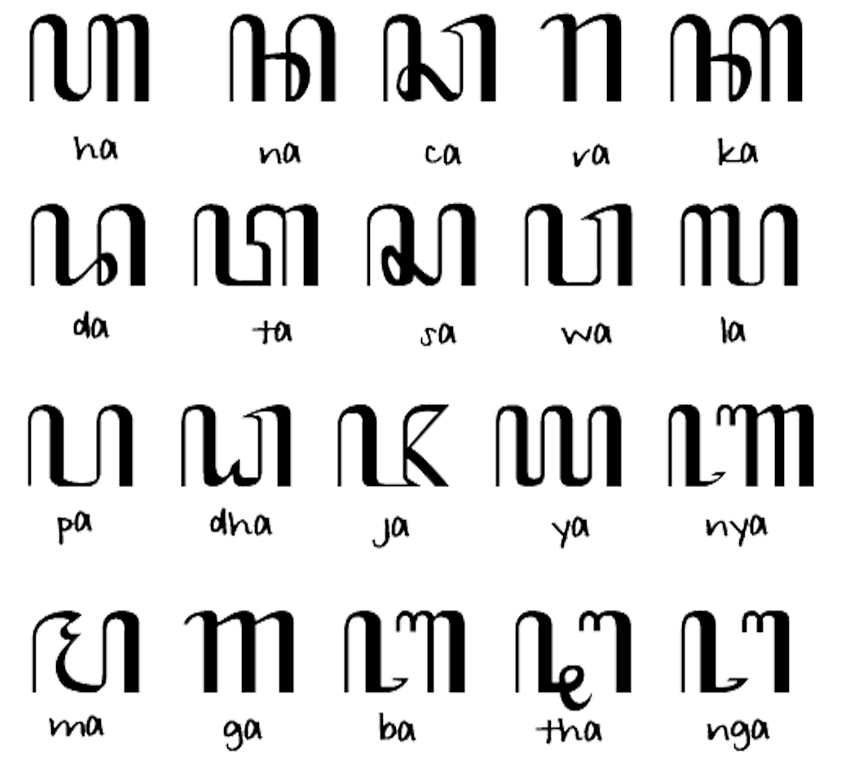 ꦲ ꦤ ꦕ ꦫ ꦏ
ha na ca ra ka
ꦢ ꦠ ꦱ ꦮ ꦭ
da ta sa wa la
ꦥ ꦝ ꦗ ꦪ ꦚ
pa dha ja ya nya
ꦩ ꦒ ꦧ ꦛ ꦔ
ma ga ba tha nga